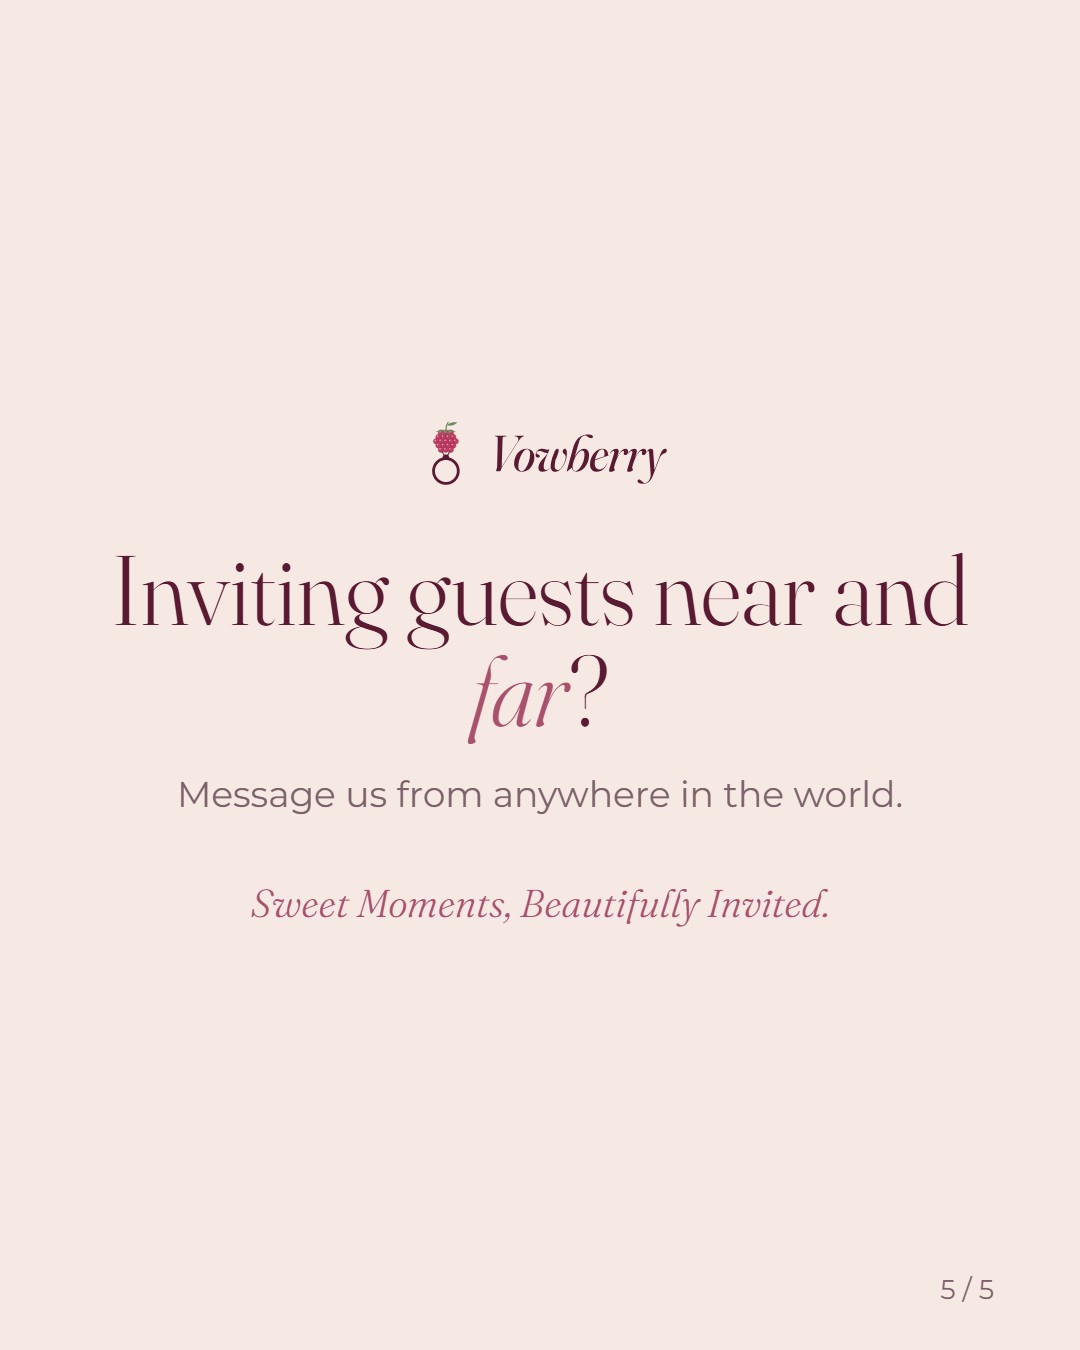 Vowberry
Inviting guests near and
far?
Message us from anywhere in the world.
Sweet Moments, Beautifully Invited.
5 / 5